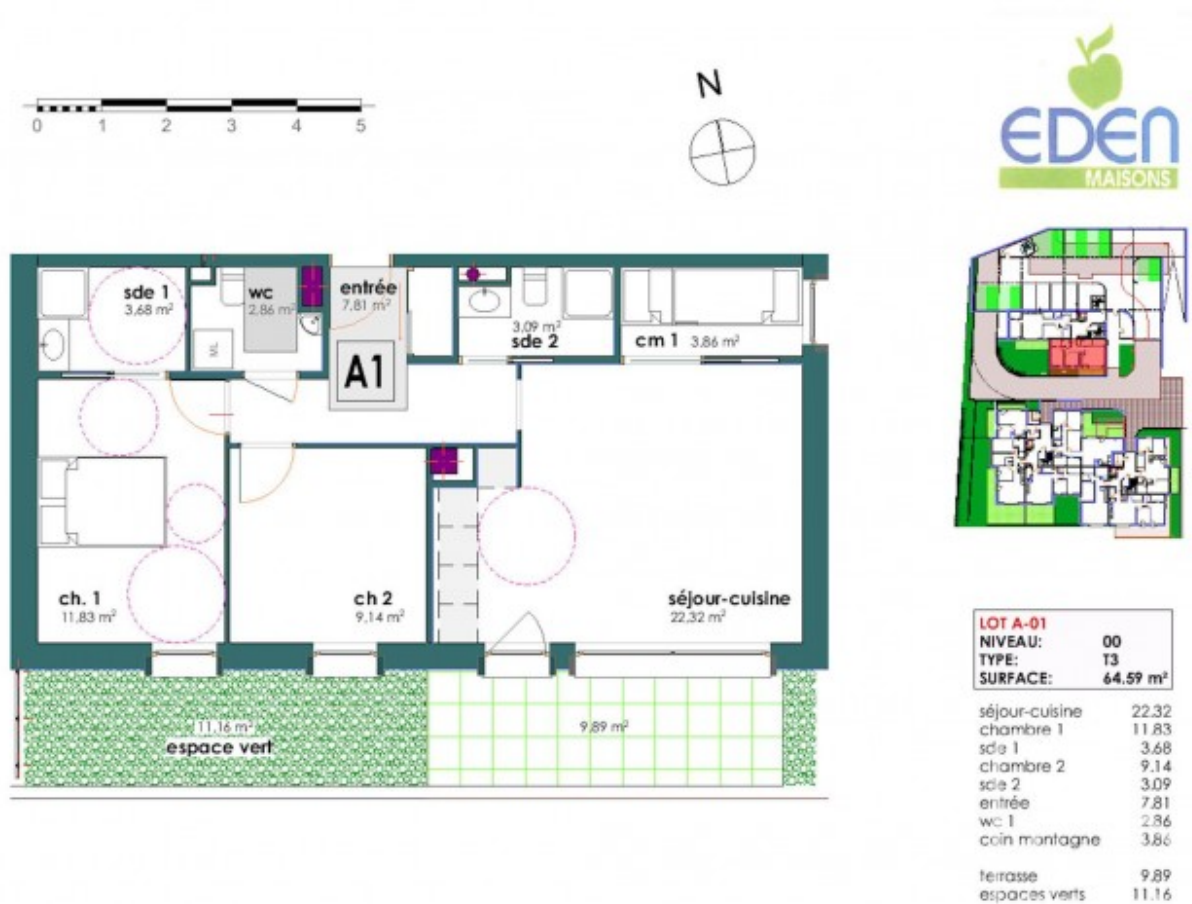 N
EDEN
MAISONS
0 1 2 3 4 5
sde 1
3,68 m²
wc
2,86 m²
ML
entrée
7,81 m²
A1
3,09 m²
sde 2
cm 1 3,86 m²
ch. 1
11,83 m²
ch 2
9,14 m²
séjour-cuisine
22,32 m²
11,16 m²
espace vert
9,89 m²
LOT A-01
NIVEAU: 00
TYPE: T3
SURFACE: 64.59 m²
séjour-cuisine 22.32
chambre 1 11.83
sde 1 3.68
chambre 2 9.14
sde 2 3.09
entrée 7.81
wc 1 2.86
coin montagne 3.86
terrasse 9.89
espaces verts 11.16